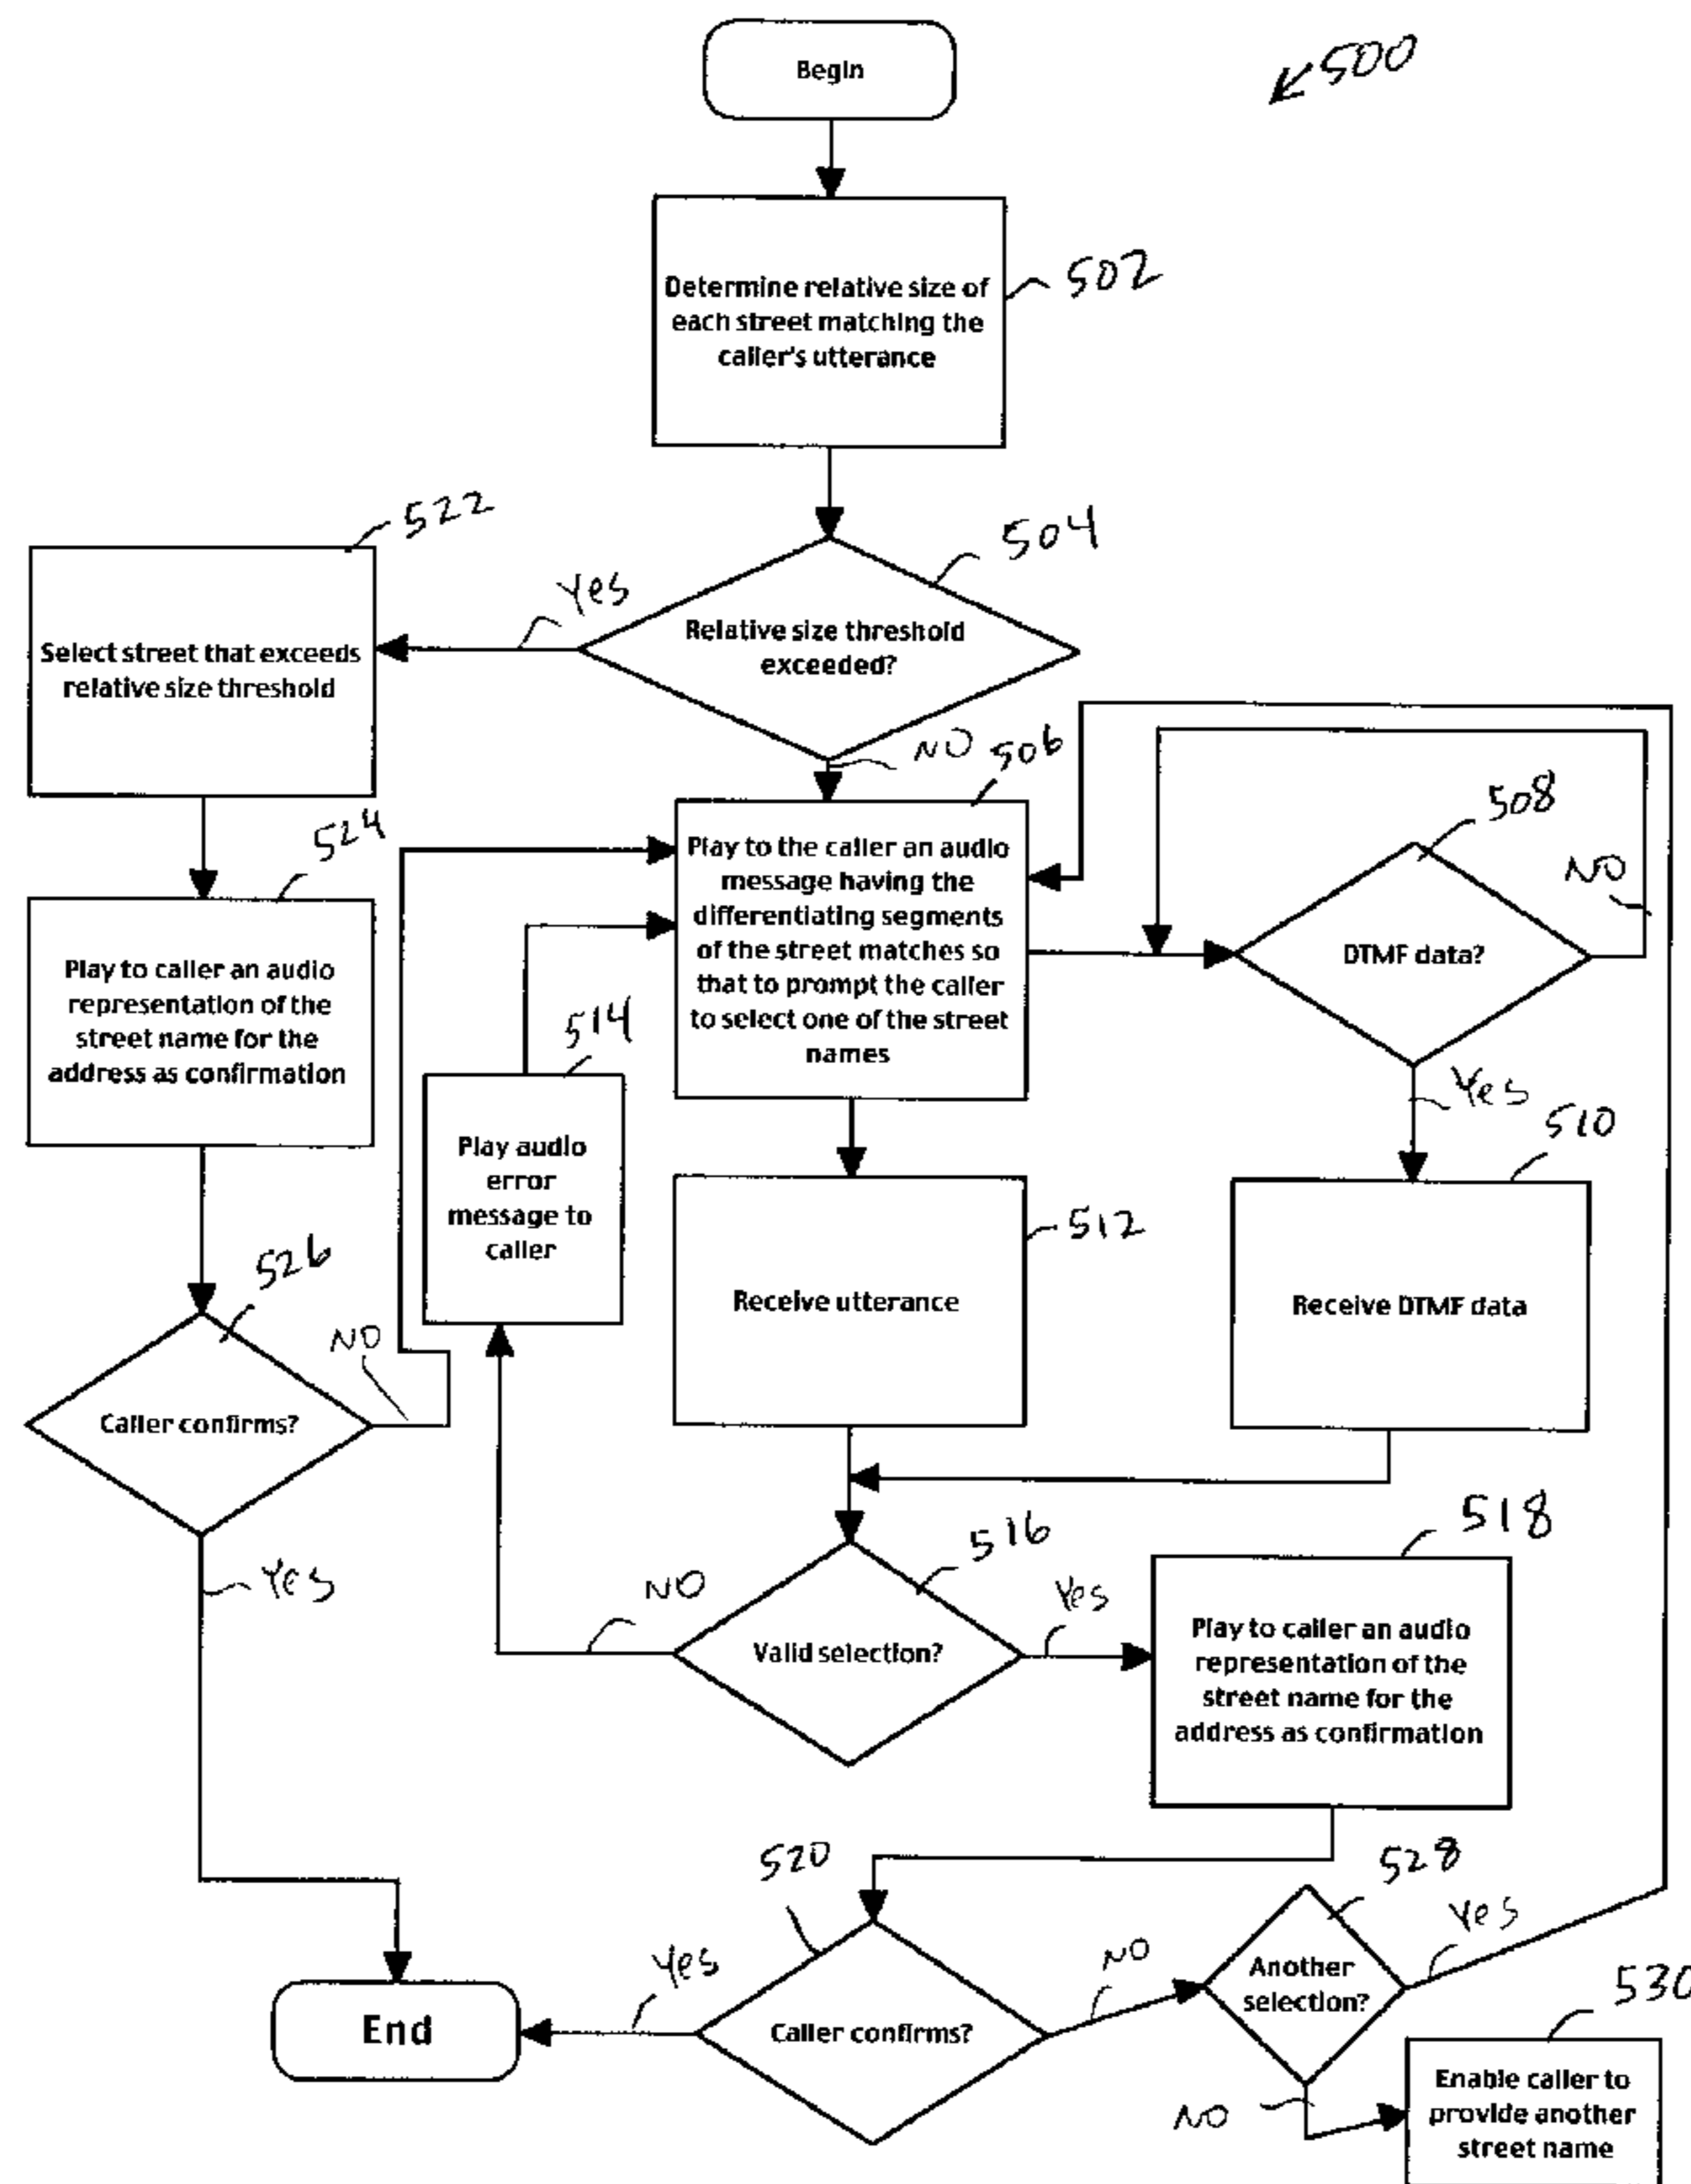 Begin
500
Determine relative size of
each street matching the
caller's utterance
502
522
504
Yes
Select street that exceeds
relative size threshold
Relative size threshold
exceeded?
NO
506
508
NO
524
Play to the caller an audio
message having the
differentiating segments
of the street matches so
that to prompt the caller
to select one of the street
names
DTMF data?
Play to caller an audio
representation of the
street name for the
address as confirmation
514
Yes
510
Play audio
error
message to
caller
512
Receive utterance
Receive DTMF data
526
NO
Caller confirms?
518
516
Yes
NO
Yes
Valid selection?
Play to caller an audio
representation of the
street name for the
address as confirmation
520
528
Yes
Yes
NO
Another
selection?
530
End
Caller confirms?
NO
Enable caller to
provide another
street name